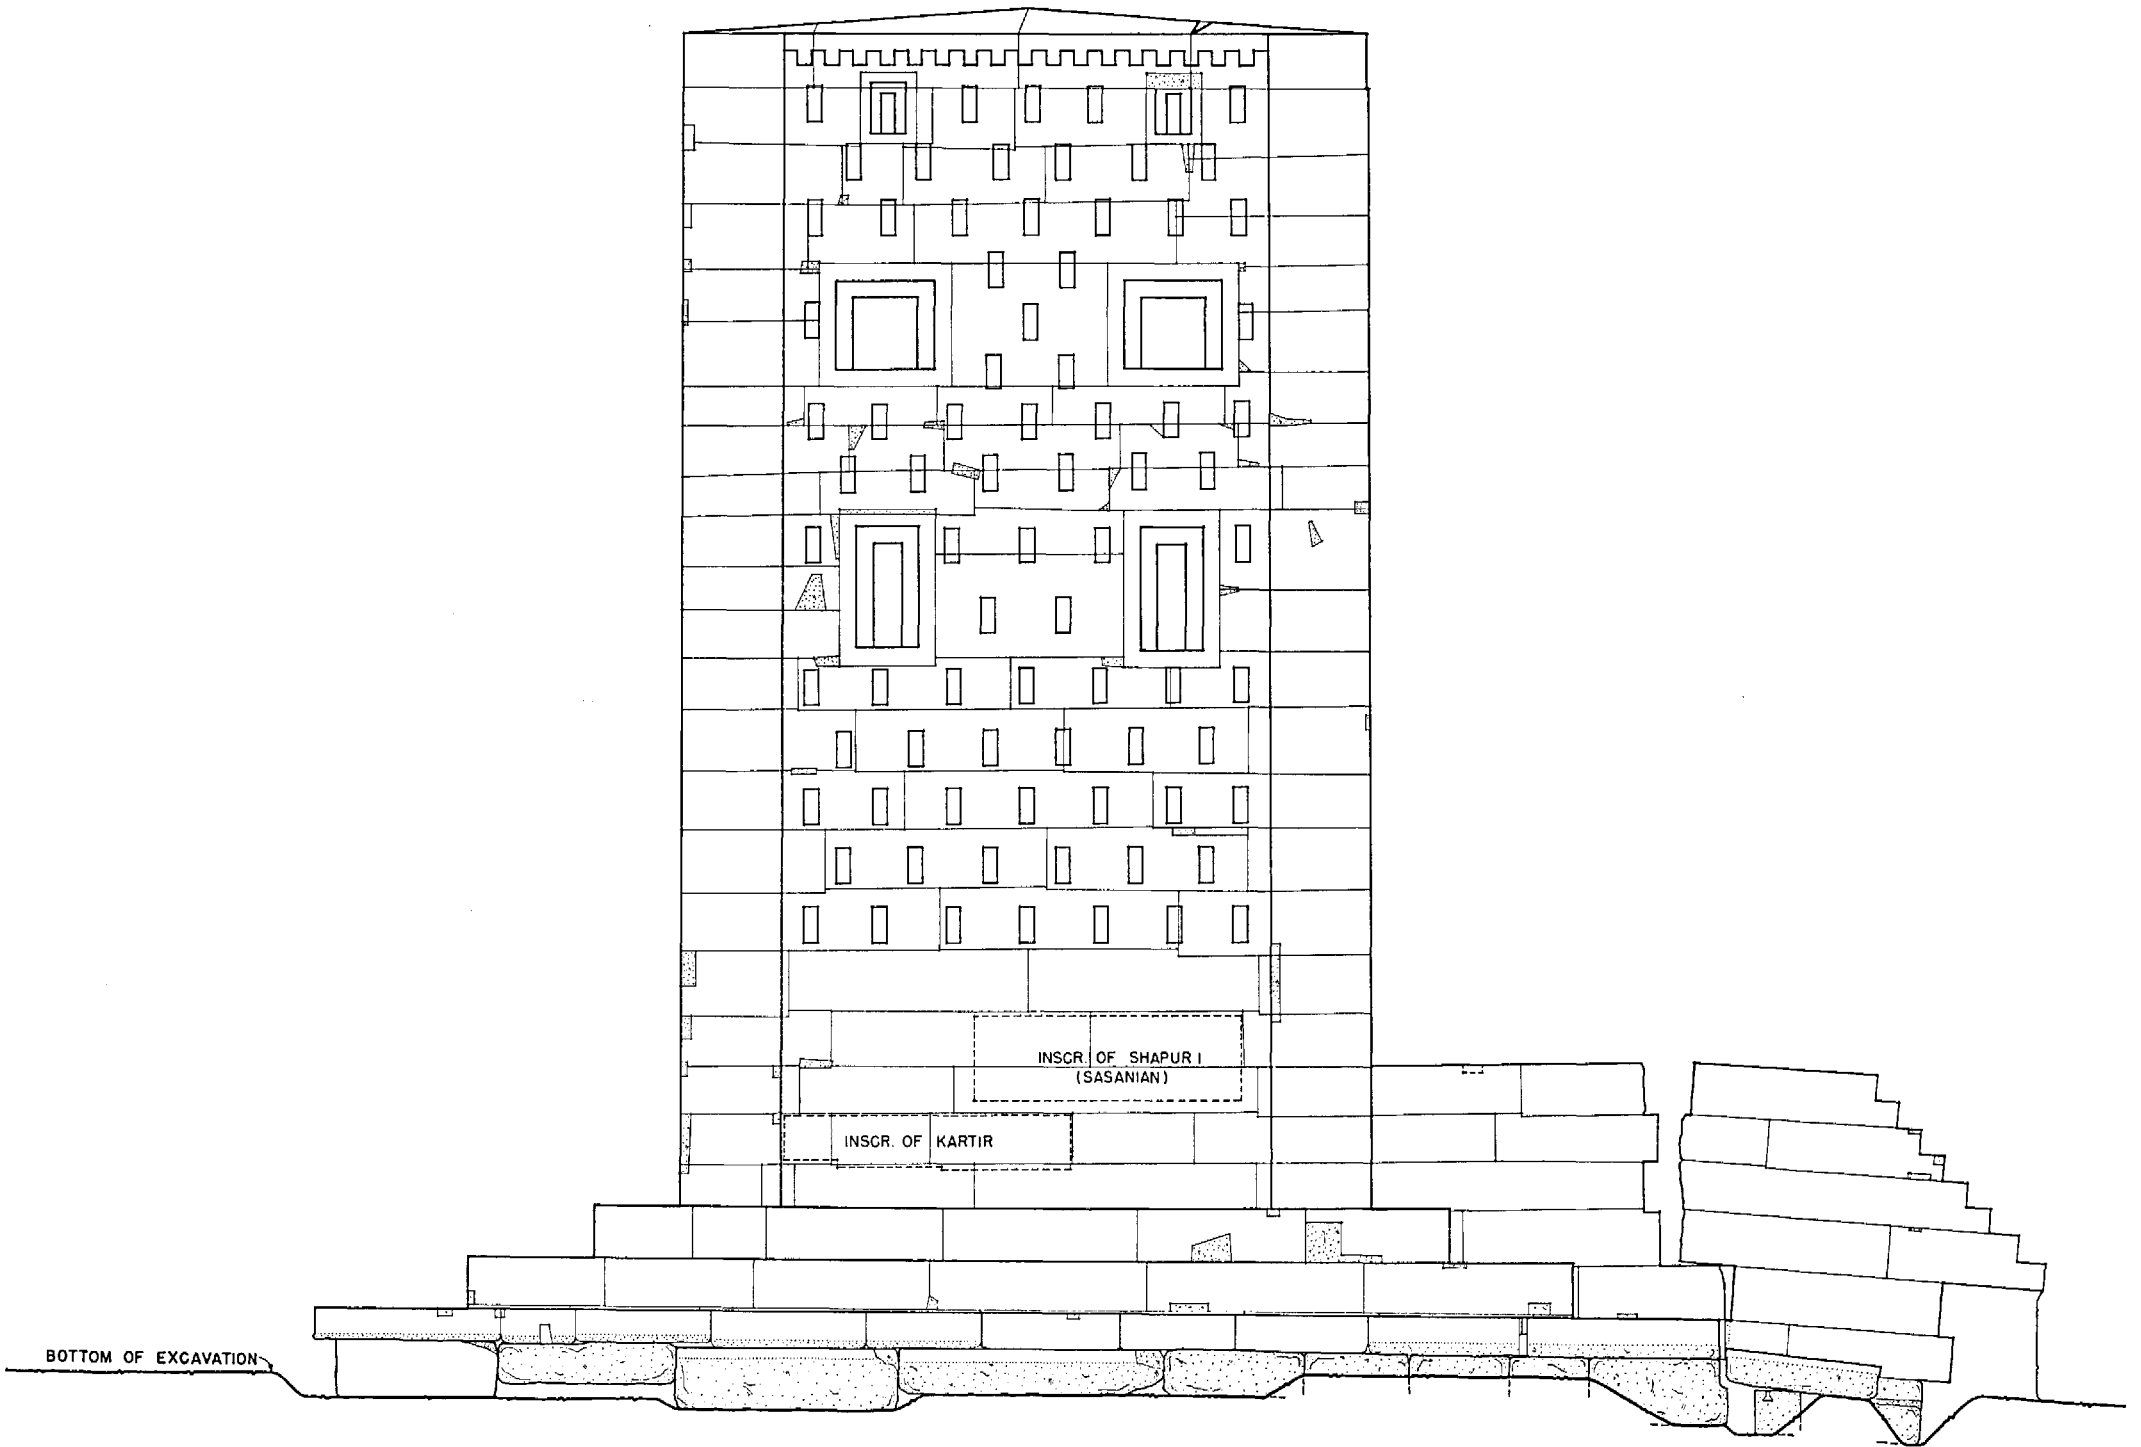 INSCR. OF SHAPUR I
(SASANIAN)
INSCR. OF KARTIR
BOTTOM OF EXCAVATION